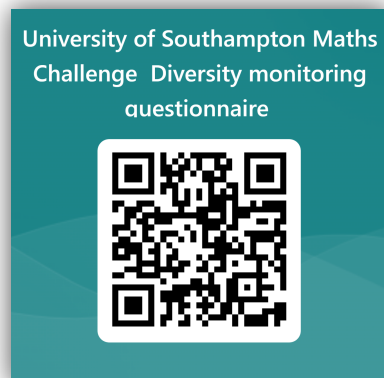 University of Southampton Maths
Challenge Diversity monitoring
questionnaire